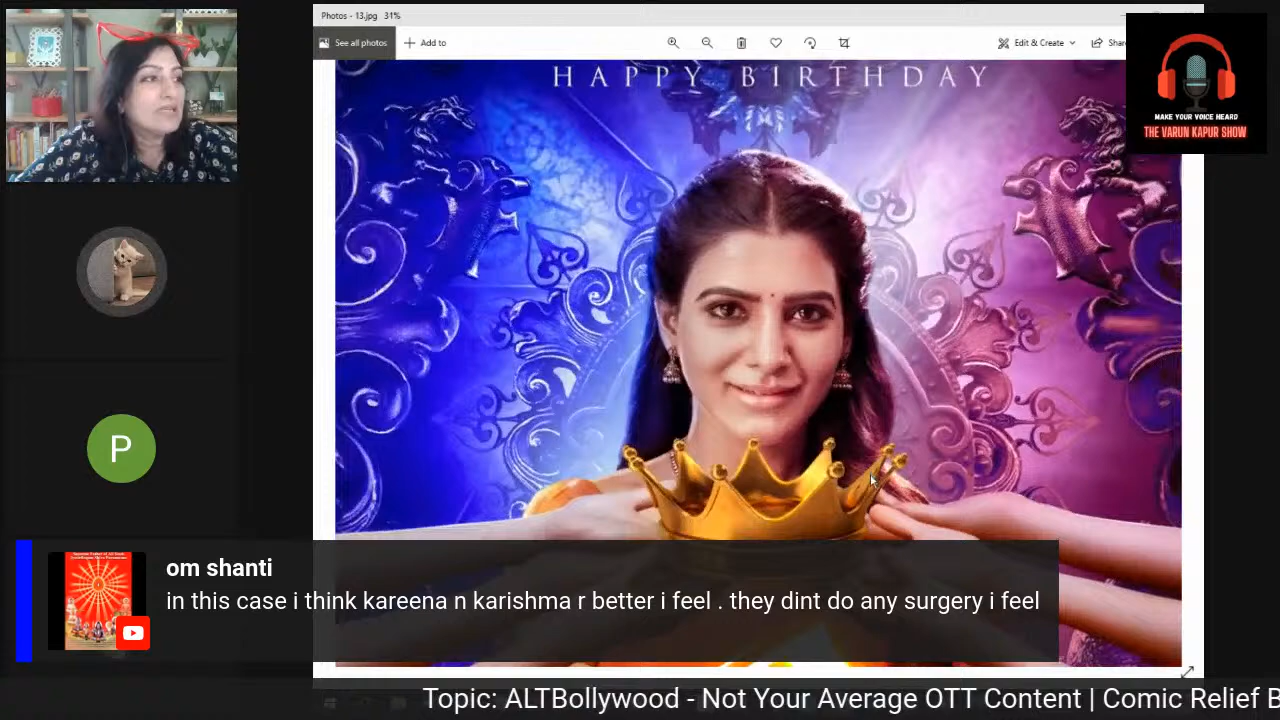 Photos - 13.jpg 31%
See all photos
Add to
Edit & Create
Shar
HAPPY BIRTHDAY
MAKE YOUR VOICE HEARD
THE VARUN KAPUR SHOW
P
om shanti
in this case i think kareena n karishma r better i feel . they dint do any surgery i feel
Topic: ALTBollywood - Not Your Average OTT Content | Comic Relief B